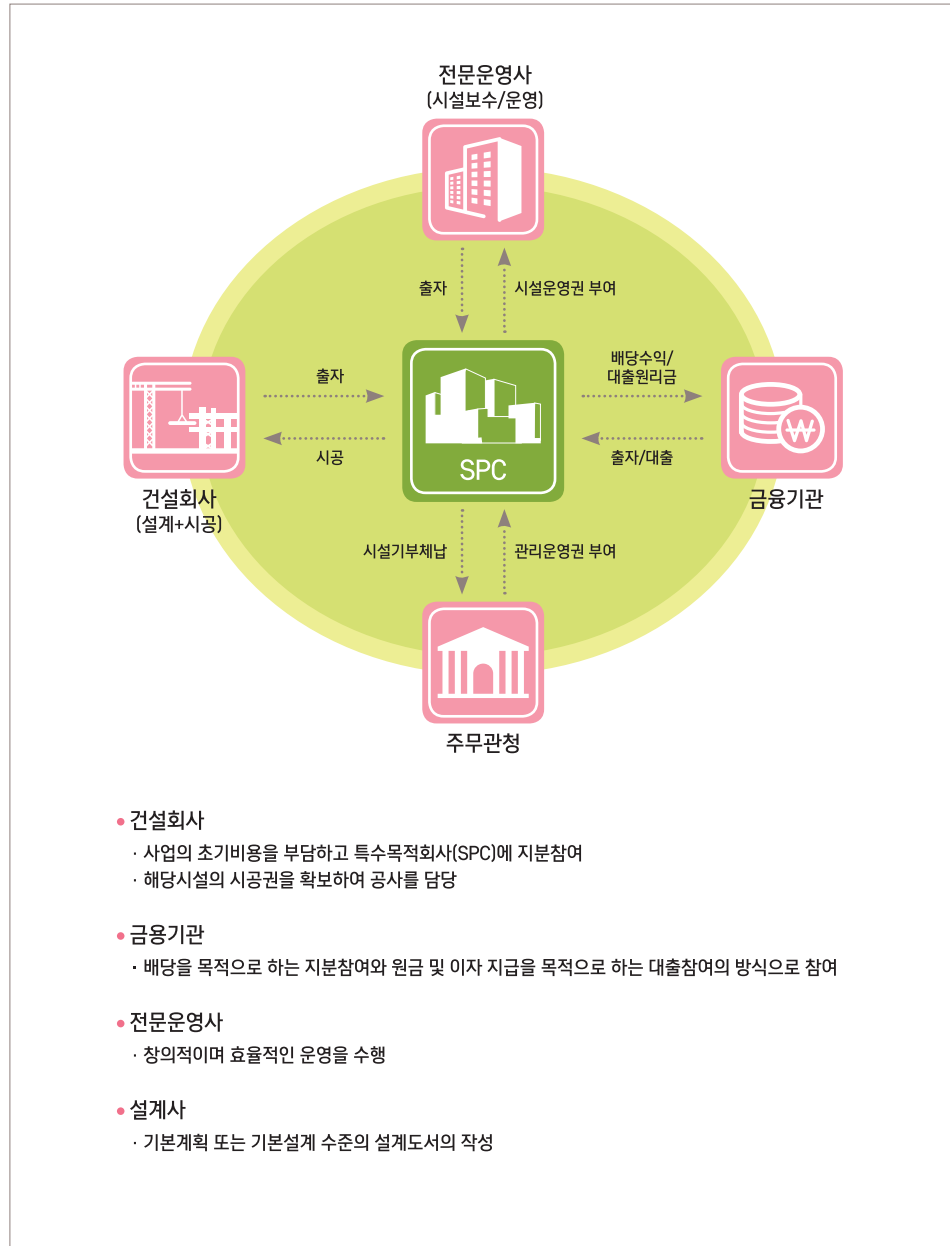 전문운영사
(시설보수/운영)
출자
시설운영권 부여
출자
시공
SPC
배당수익/
대출원리금
출자/대출
건설회사
(설계+시공)
금융기관
시설기부체납
관리운영권 부여
주무관청
• 건설회사
· 사업의 초기비용을 부담하고 특수목적회사(SPC)에 지분참여
· 해당시설의 시공권을 확보하여 공사를 담당
• 금용기관
· 배당을 목적으로 하는 지분참여와 원금 및 이자 지급을 목적으로 하는 대출참여의 방식으로 참여
• 전문운영사
· 창의적이며 효율적인 운영을 수행
• 설계사
· 기본계획 또는 기본설계 수준의 설계도서의 작성